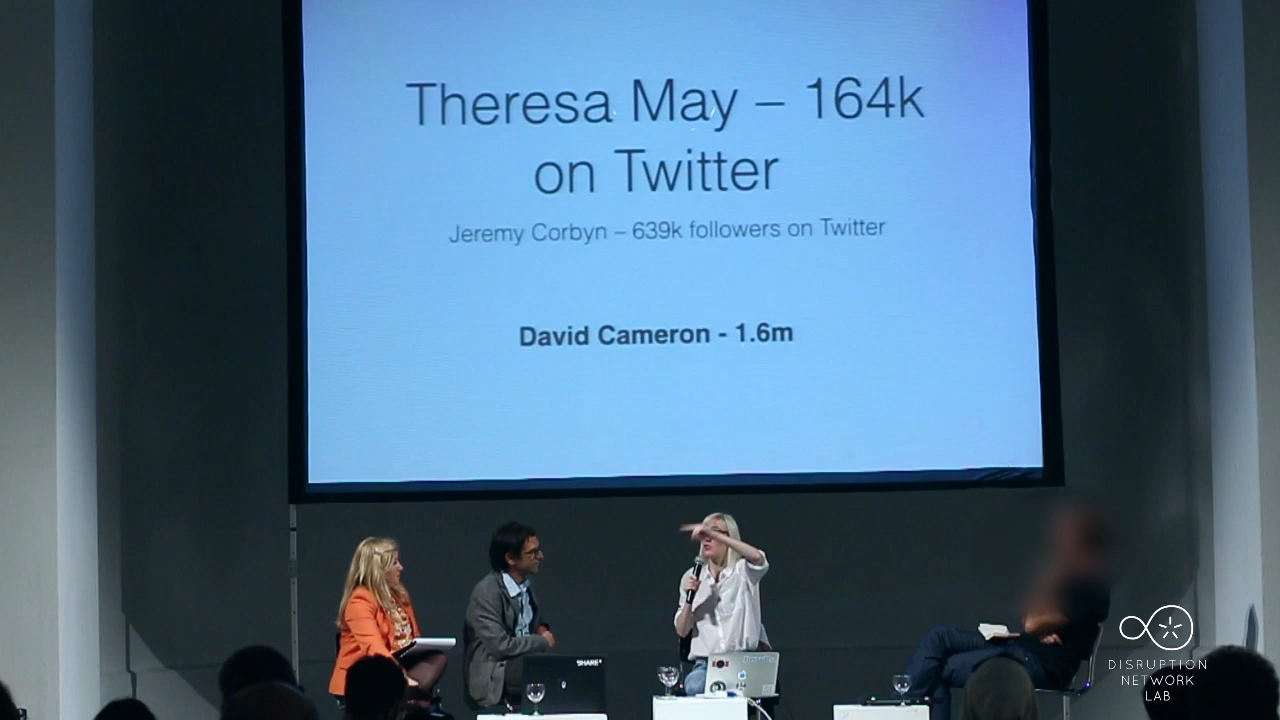 Theresa May – 164k
on Twitter
Jeremy Corbyn – 639k followers on Twitter
David Cameron - 1.6m
SHARE
DISRUPTION
NETWORK
LAB